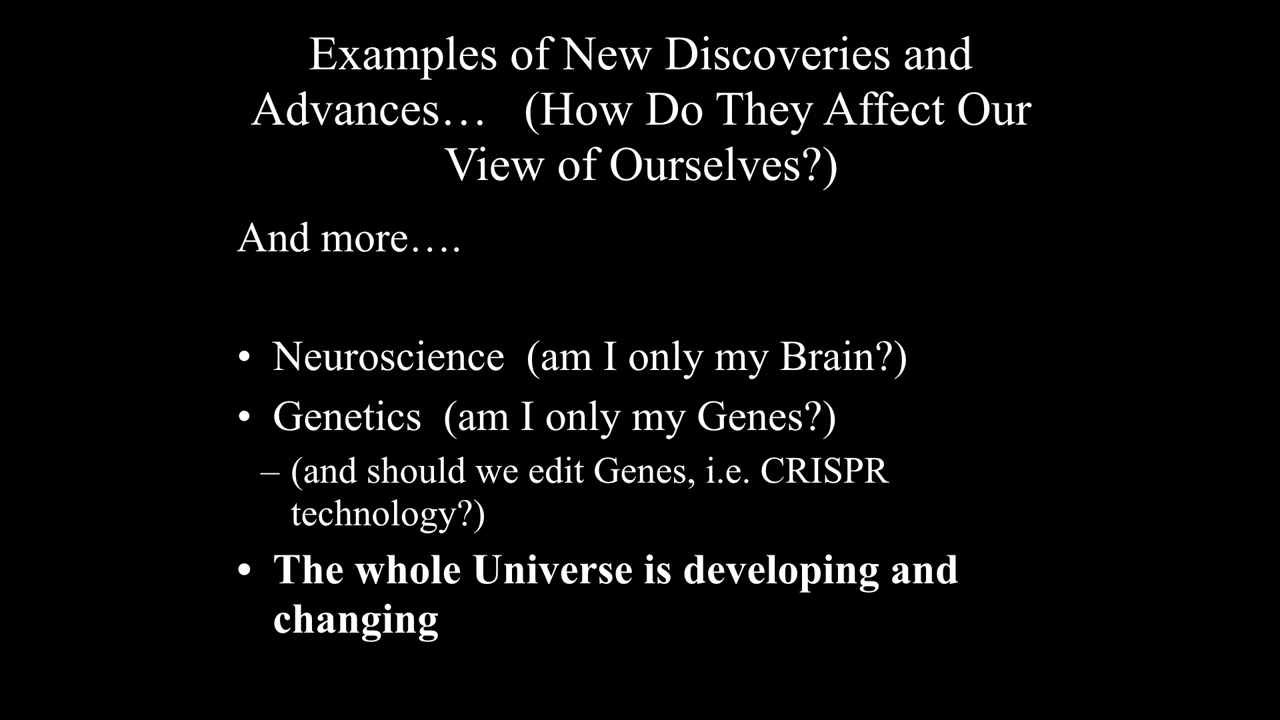 Examples of New Discoveries and
Advances… (How Do They Affect Our
View of Ourselves?)
And more….
• Neuroscience (am I only my Brain?)
• Genetics (am I only my Genes?)
– (and should we edit Genes, i.e. CRISPR
technology?)
• The whole Universe is developing and
changing